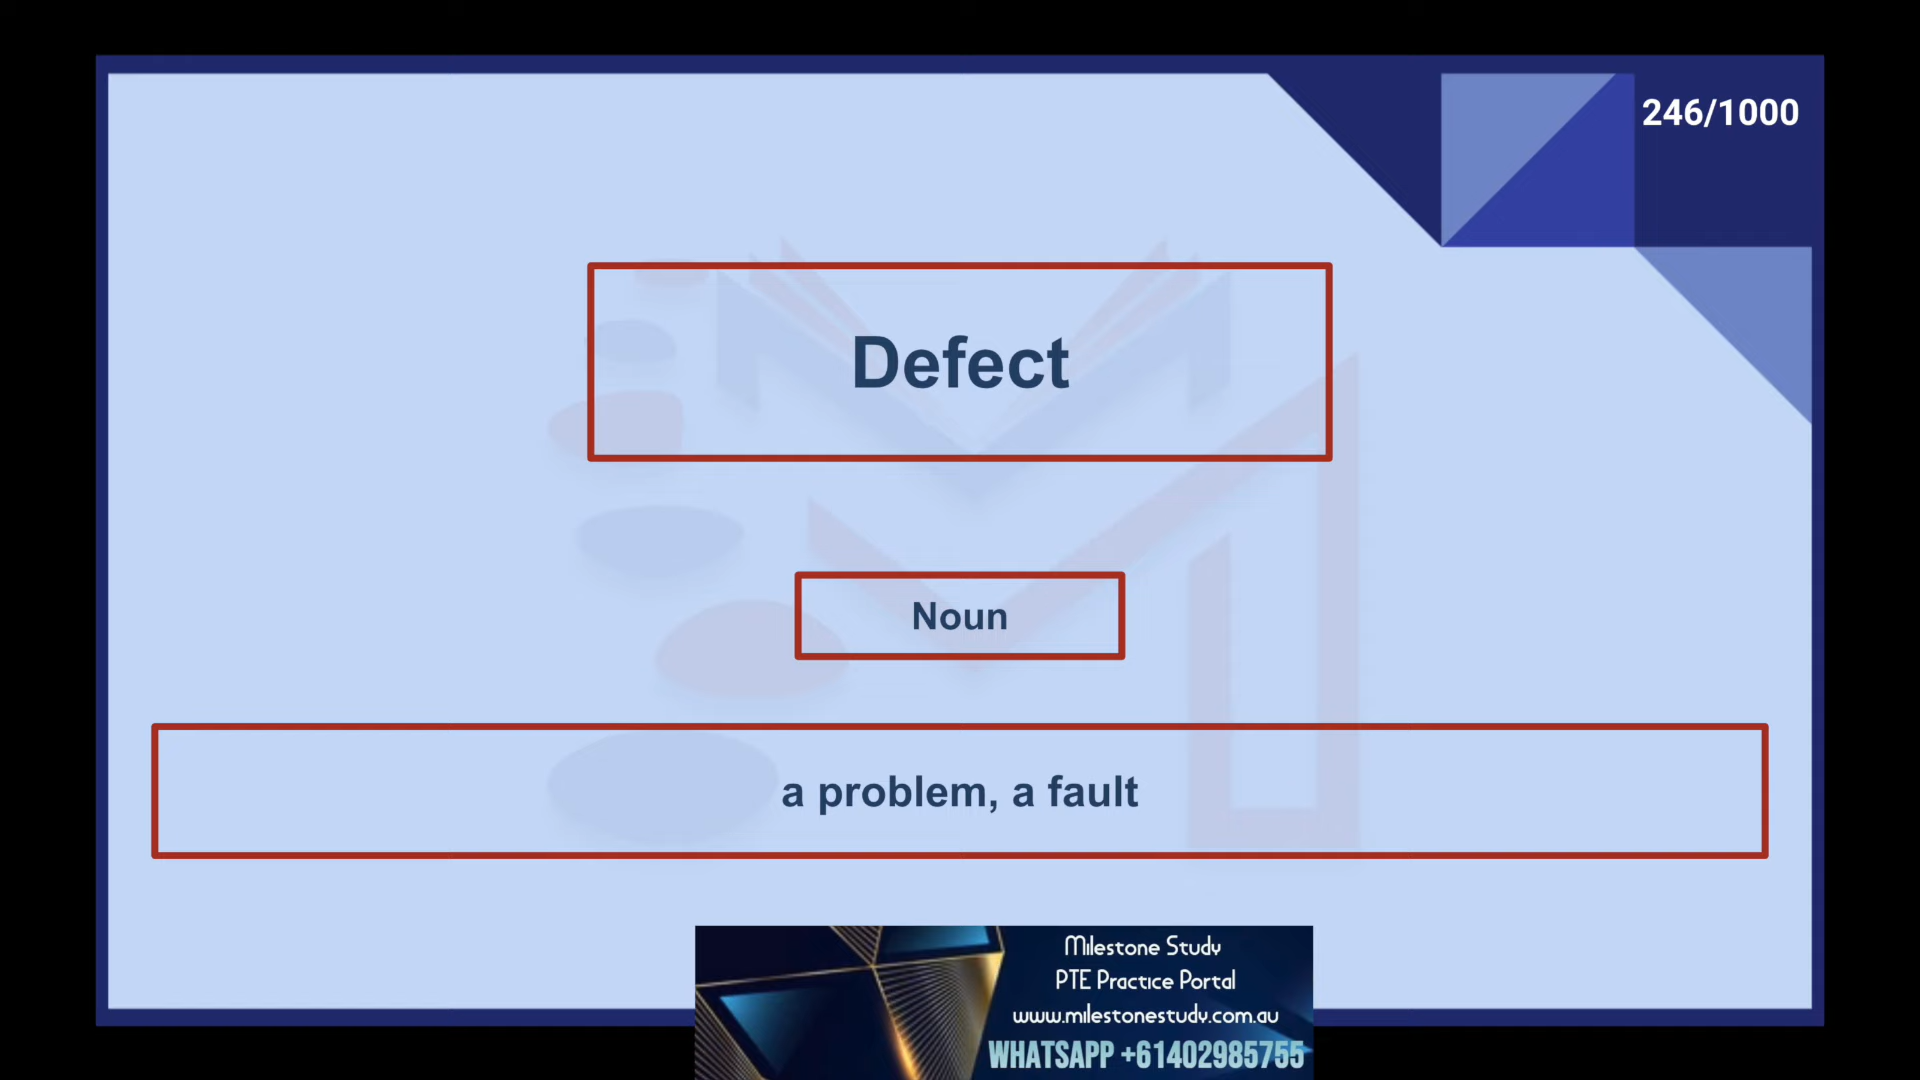 246/1000
Defect
Noun
a problem, a fault
Milestone Study
PTE Practice Portal
www.milestonestudy.com.au
WHATSAPP +61402985755